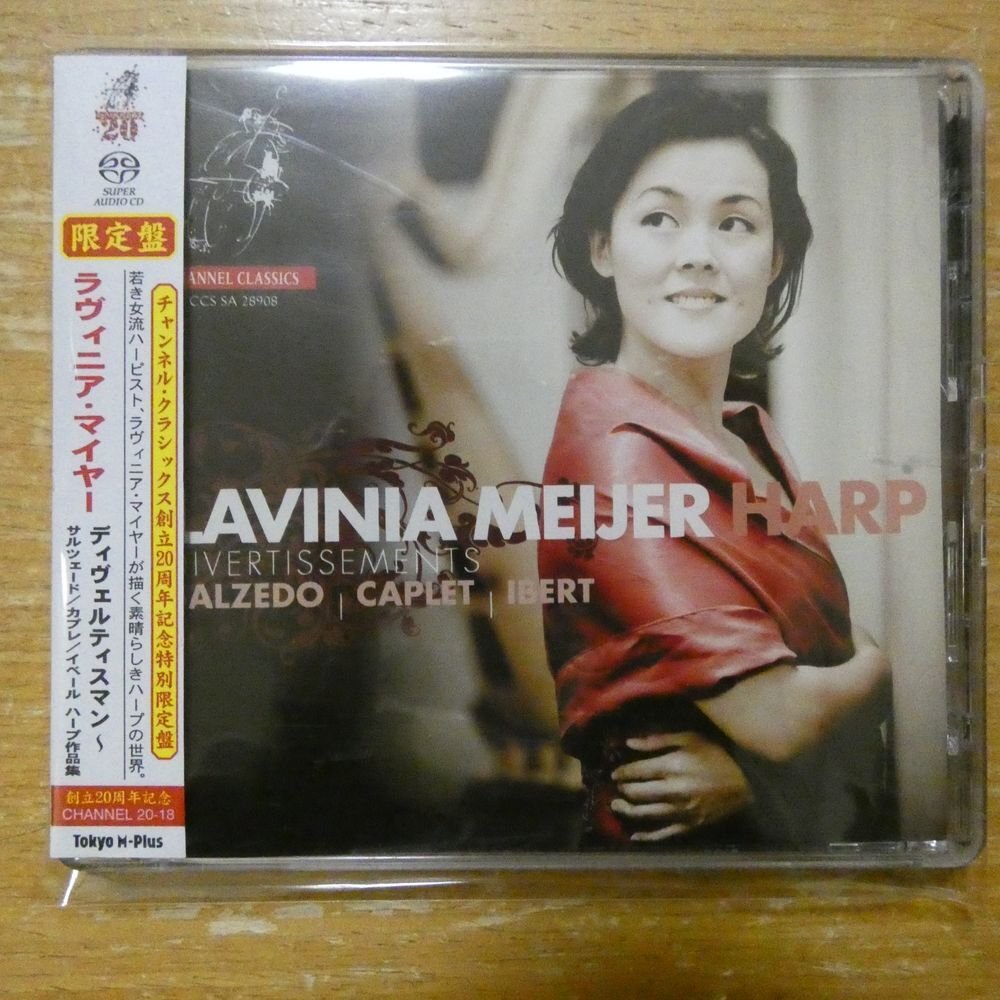 20
SUPER
AUDIO CD
限定盤
チャンネル・クラシックス創立20周年記念特別限定盤
若き女流ハーピスト、ラヴィニア・マイヤーが描く素晴らしきハープの世界。
ラヴィニア・マイヤー
ディヴェルティスマン～
サルツェード/カプレ/イベール ハープ作品集
創立20周年記念
CHANNEL 20-18
Tokyo M-Plus
ANNEL CLASSICS
CCS SA 28908
LAVINIA MEIJER HARP
IVERTISSEMENTS
ALZEDO | CAPLET | IBERT